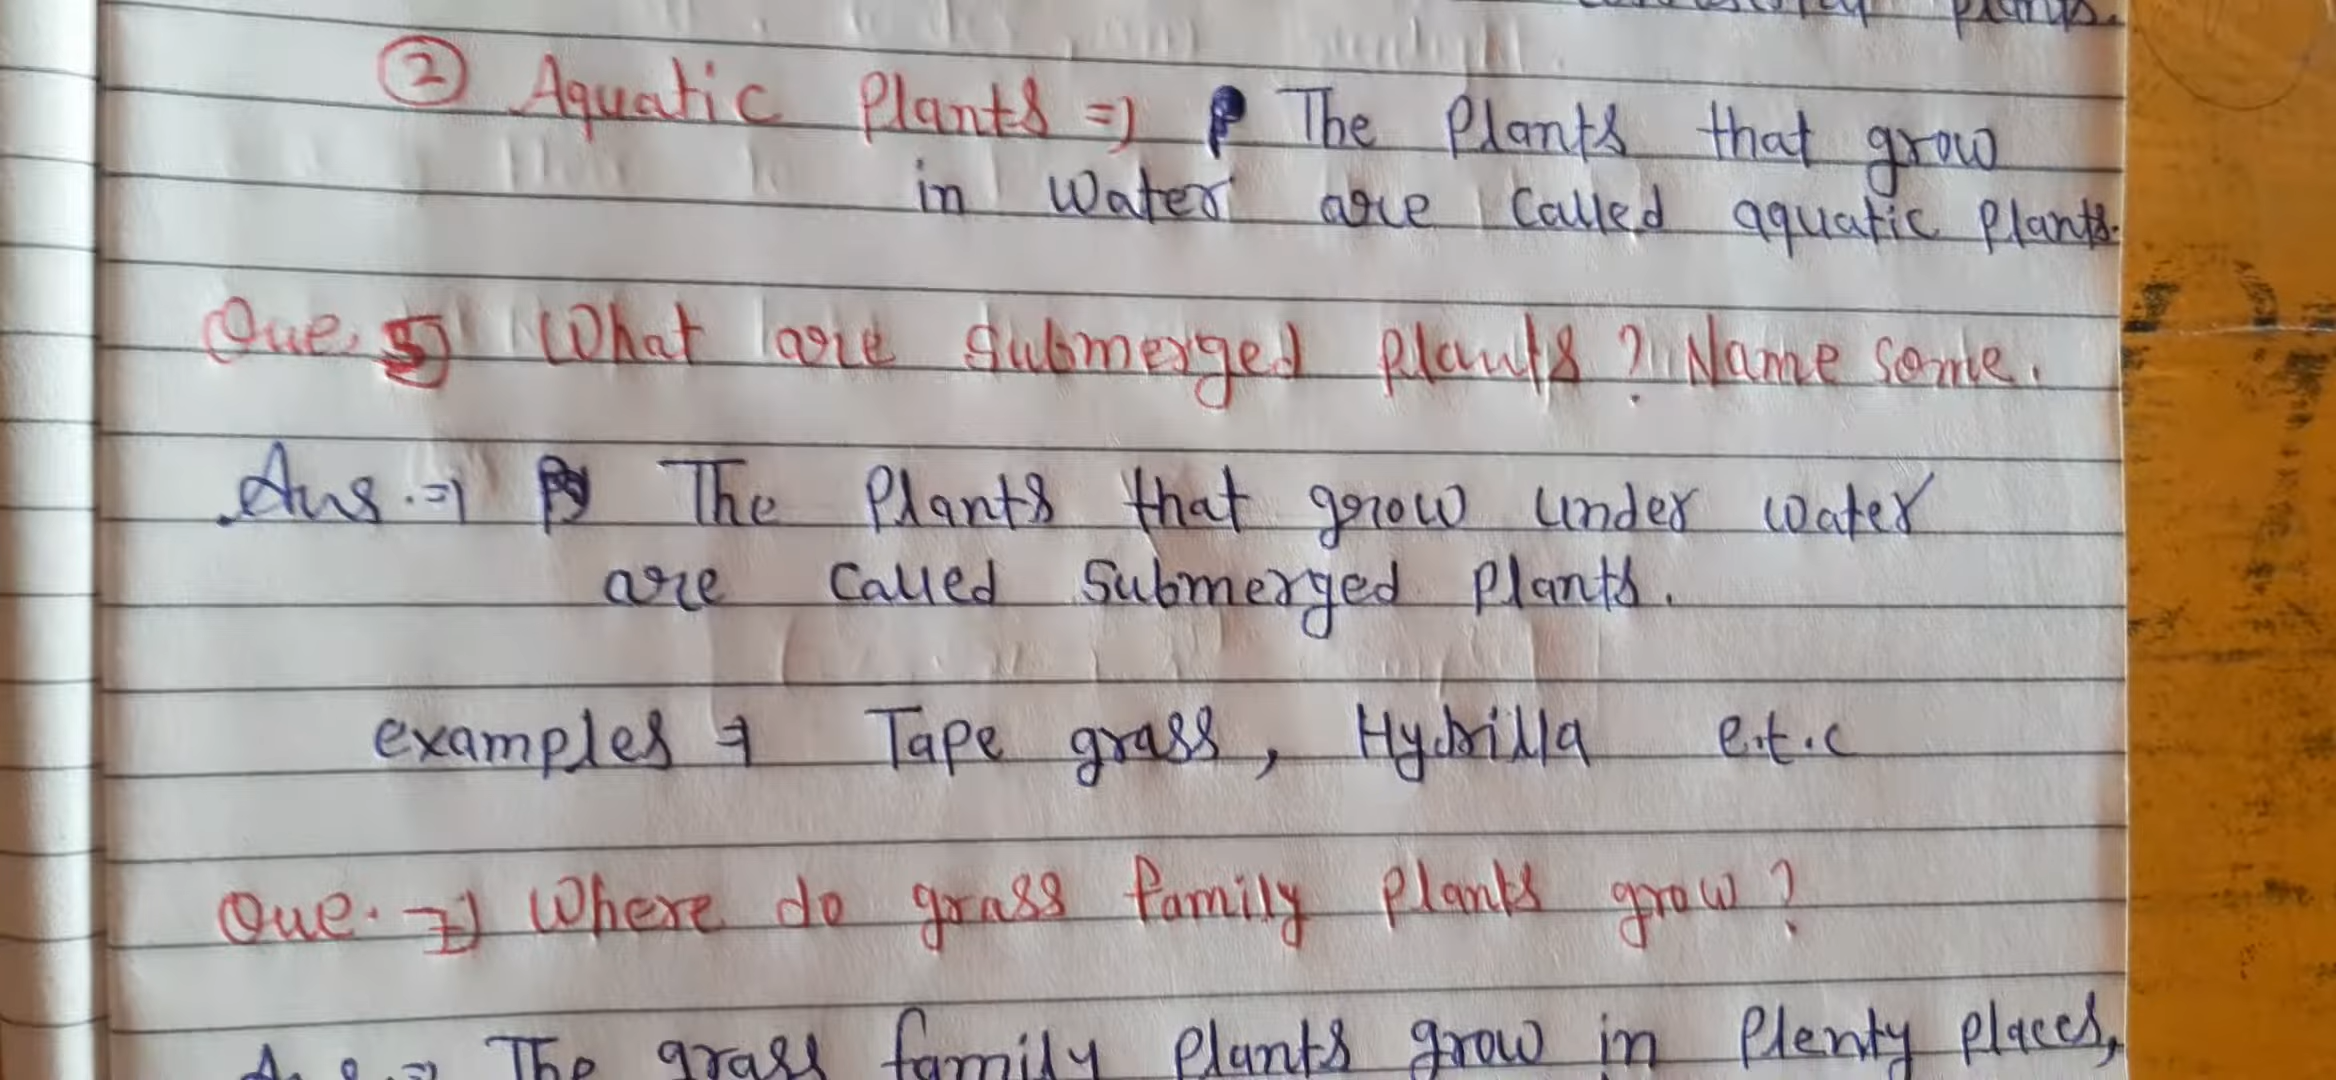 plants.
② Aquatic Plants => The Plants that grow
in water are called aquatic plants.
Que. 5) What are submerged plants? Name some.
Ans. => The Plants that grow under water
are called submerged plants.
examples => Tape grass, Hydrilla e.t.c
Que. 7) Where do grass family plants grow?
Ans => The grass family plants grow in plenty places,